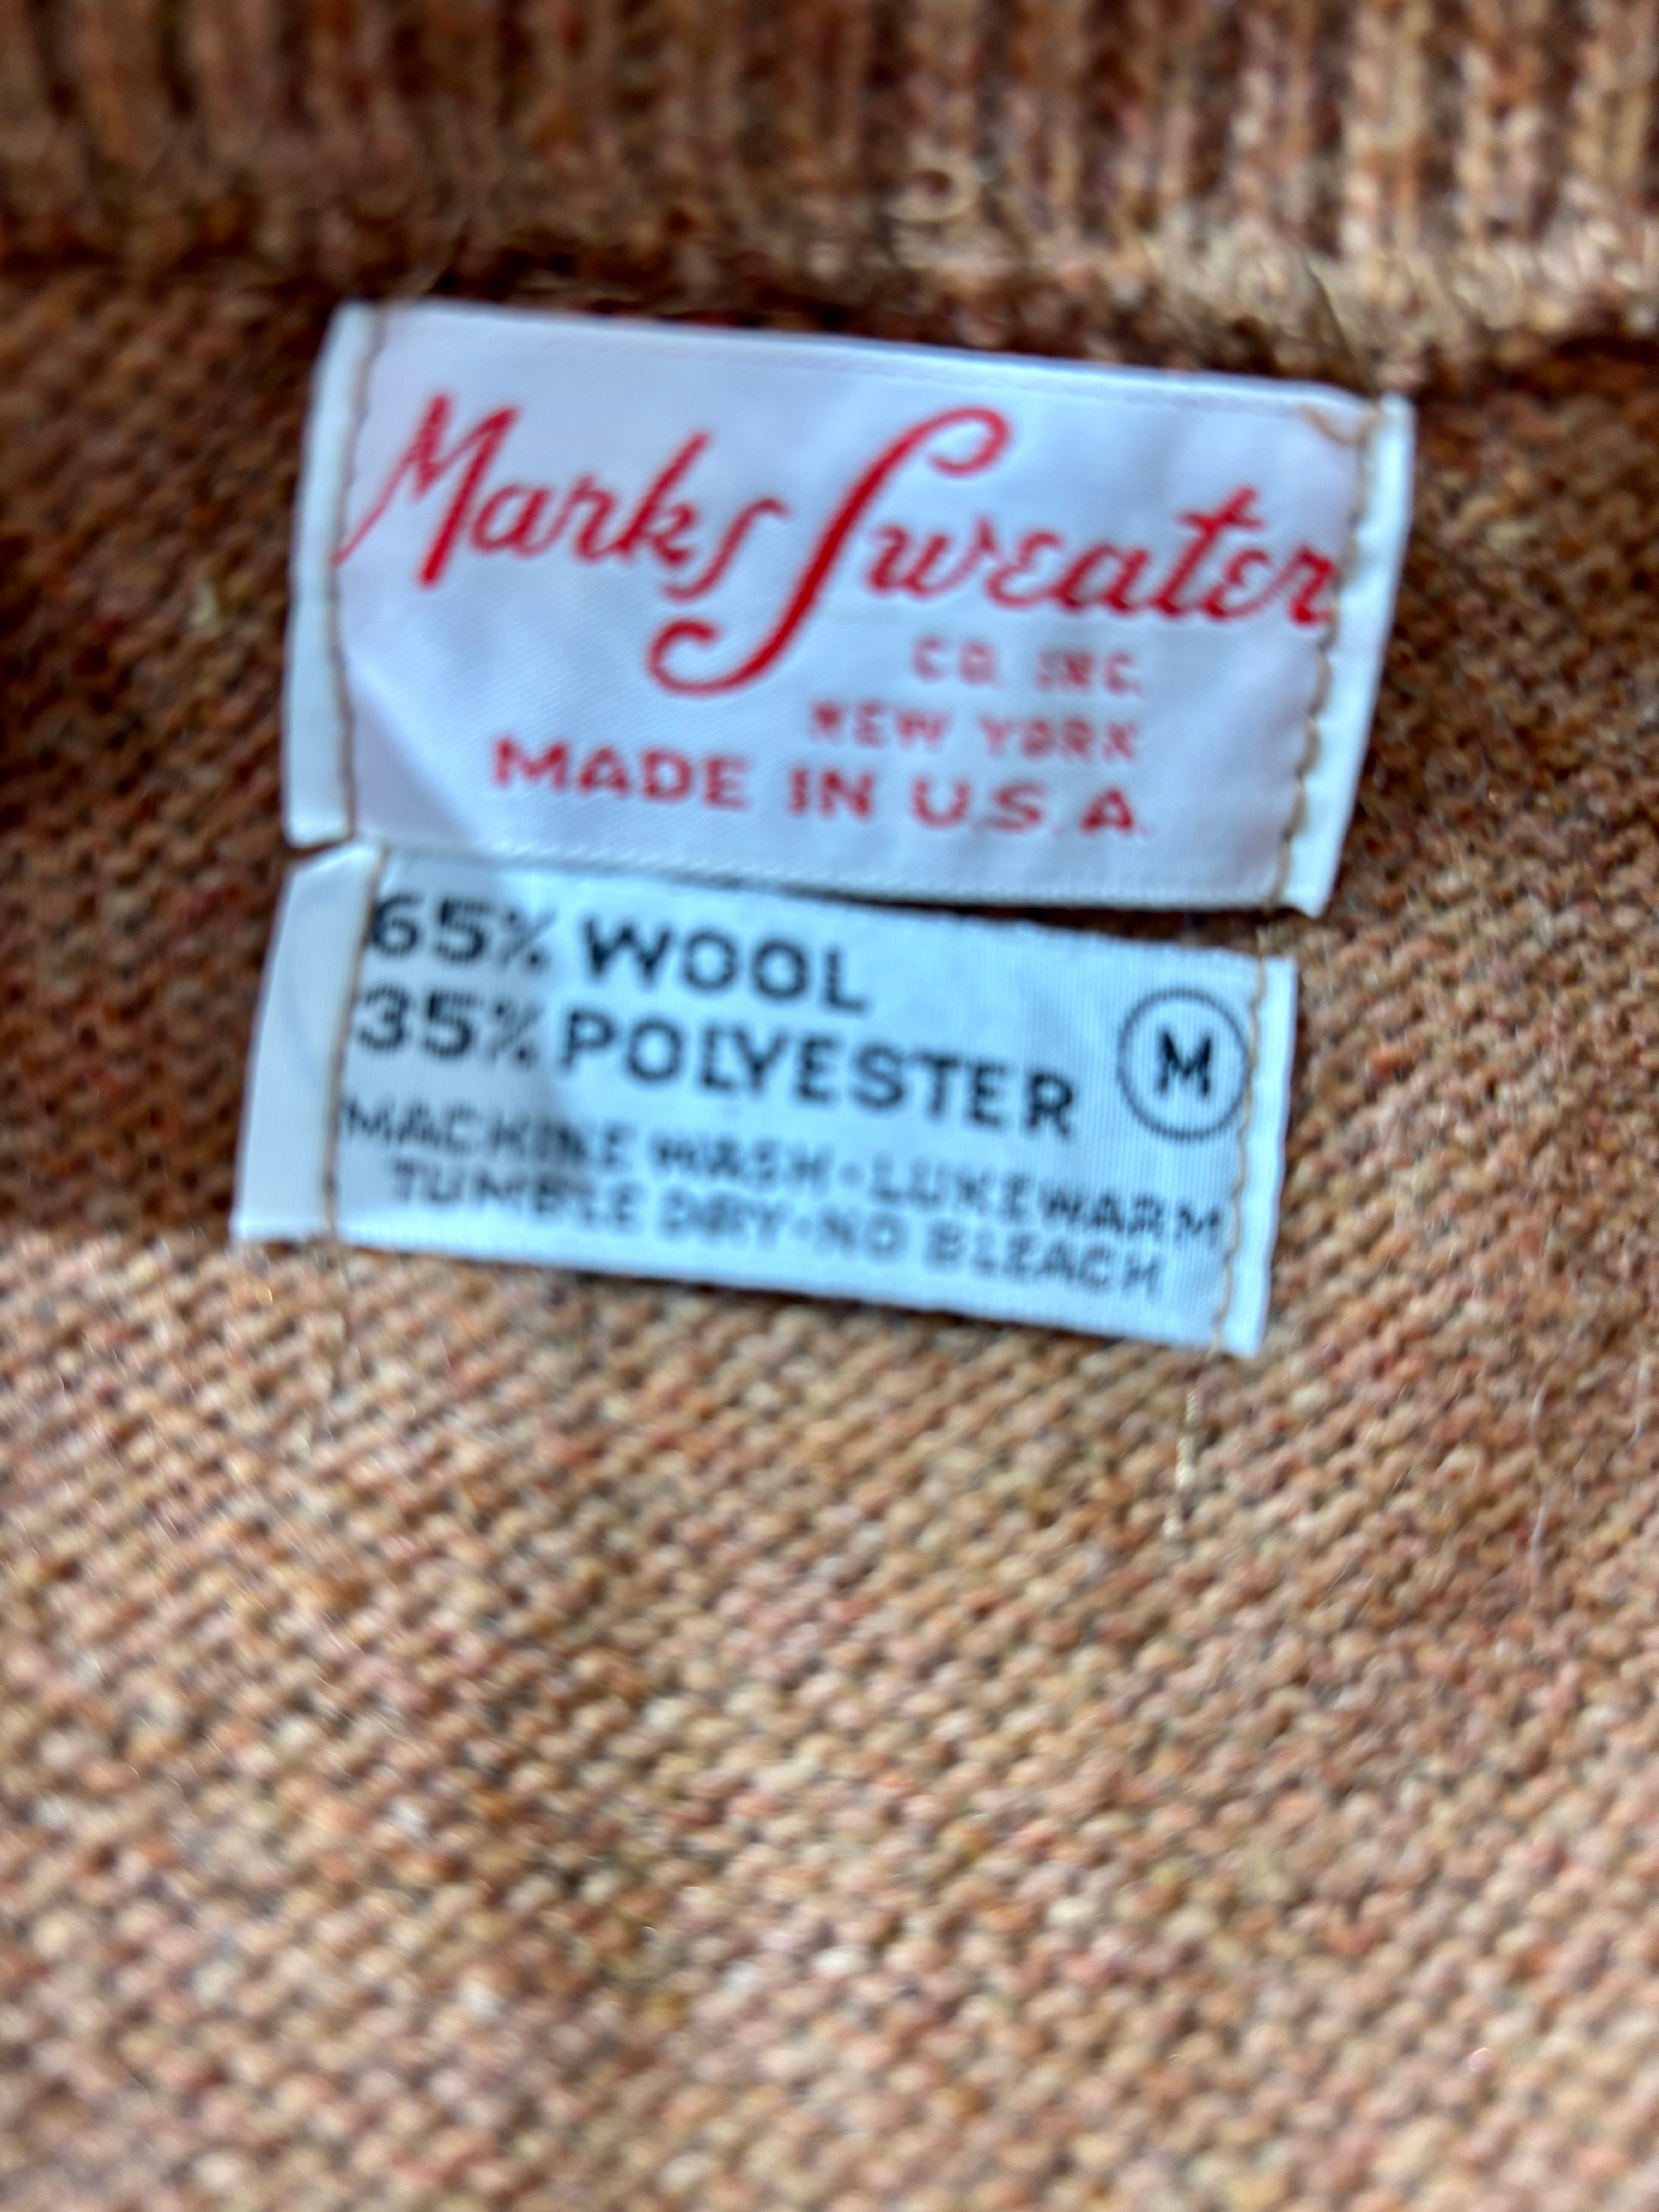 Marks Sweater
CO. INC.
NEW YORK
MADE IN U.S.A.
65% WOOL
35% POLYESTER
M
MACHINE WASH·LUKEWARM
TUMBLE DRY·NO BLEACH